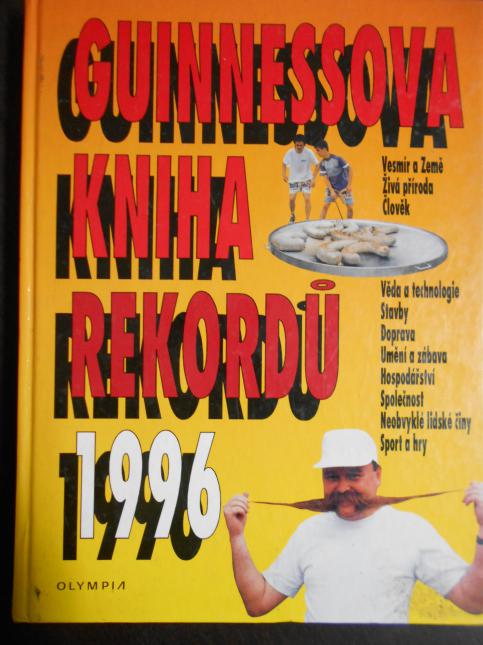 GUINNESSOVA
KNIHA
REKORDŮ
1996
Vesmír a Země
Živá příroda
Člověk
Věda a technologie
Stavby
Doprava
Umění a zábava
Hospodářství
Společnost
Neobvyklé lidské činy
Sport a hry
OLYMPIA